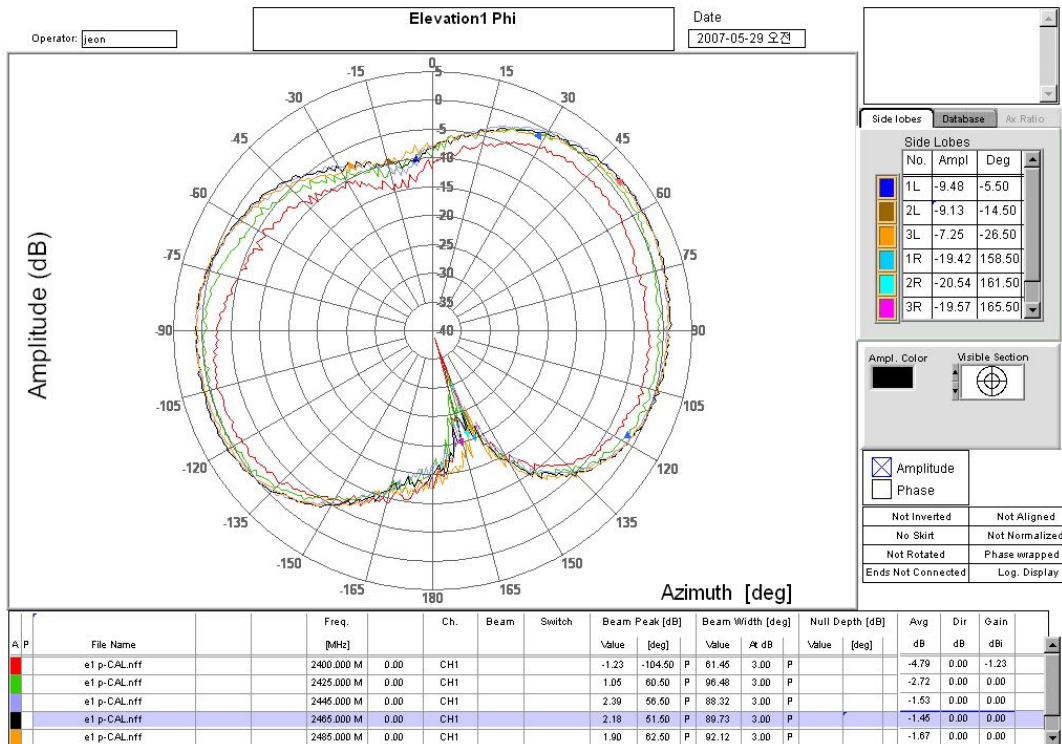 Elevation1 Phi
Date
Operator: jeon
2007-05-29 오전
0
5
0
-5
-10
-15
-20
-25
-30
-35
-40
-15
-30
-45
-60
-75
-90
-105
-120
-135
-150
-165
180
165
150
135
120
105
90
75
60
45
30
15
Amplitude (dB)
Azimuth [deg]
Side lobes Database Ax.Ratio
Side Lobes
No. Ampl Deg
1L -9.48 -5.50
2L -9.13 -14.50
3L -7.25 -26.50
1R -19.42 158.50
2R -20.54 161.50
3R -19.57 165.50
Ampl. Color Visible Section
Amplitude
Phase
Not Inverted Not Aligned
No Skirt Not Normalized
Not Rotated Phase wrapped
Ends Not Connected Log. Display
Freq. Ch. Beam Switch Beam Peak [dB] Beam Width [deg] Null Depth [dB] Avg Dir Gain
A P File Name [MHz] Value [deg] Value At dB Value [deg] dB dB dBi
e1 p-CAL.nff 2400.000 M 0.00 CH1 -1.23 -104.50 P 61.45 3.00 P -4.79 0.00 -1.23
e1 p-CAL.nff 2425.000 M 0.00 CH1 1.05 60.50 P 96.48 3.00 P -2.72 0.00 0.00
e1 p-CAL.nff 2445.000 M 0.00 CH1 2.39 56.50 P 88.32 3.00 P -1.53 0.00 0.00
e1 p-CAL.nff 2465.000 M 0.00 CH1 2.18 51.50 P 89.73 3.00 P -1.45 0.00 0.00
e1 p-CAL.nff 2485.000 M 0.00 CH1 1.90 62.50 P 92.12 3.00 P -1.67 0.00 0.00